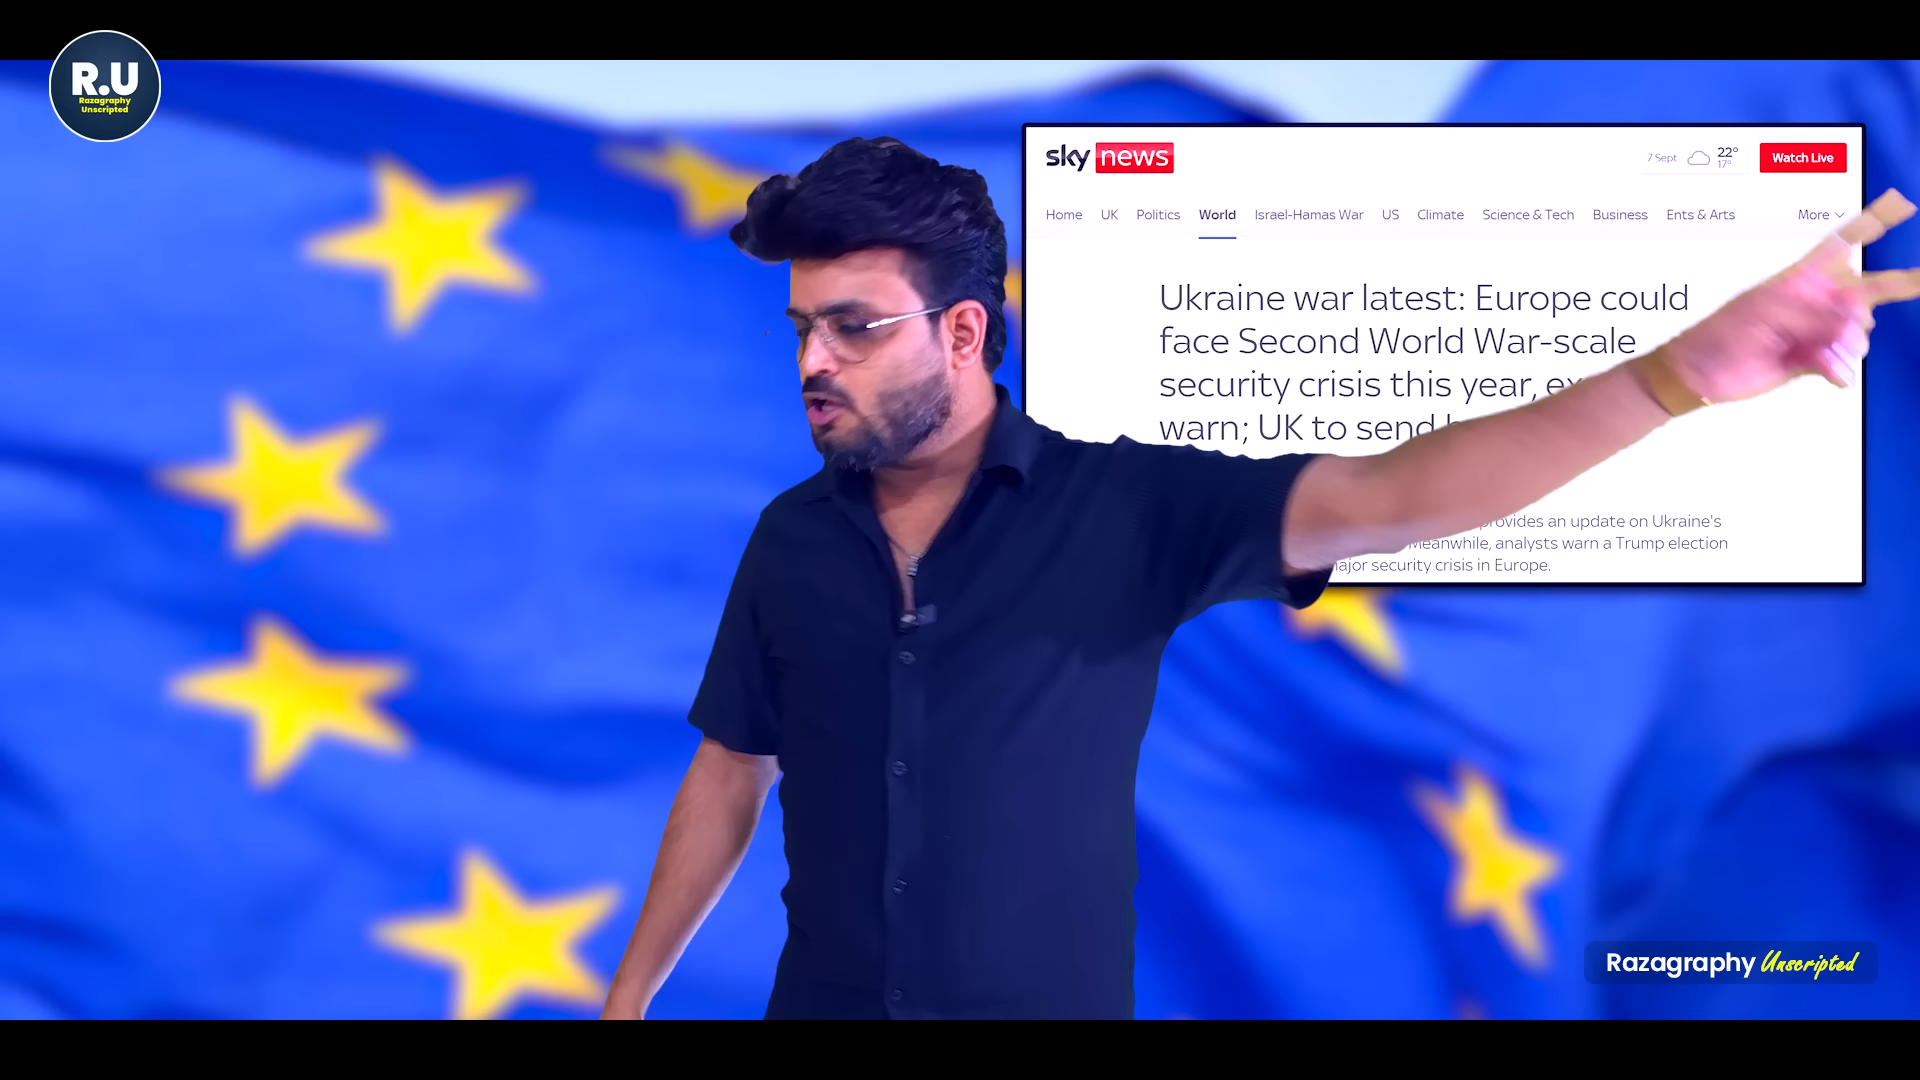 R.U
Razagraphy
Unscripted
sky news
7 Sept
22°
17°
Watch Live
Home UK Politics World Israel-Hamas War US Climate Science & Tech Business Ents & Arts More
Ukraine war latest: Europe could
face Second World War-scale
security crisis this year,
warn; UK to send
provides an update on Ukraine's
Meanwhile, analysts warn a Trump election
major security crisis in Europe.
Razagraphy Unscripted